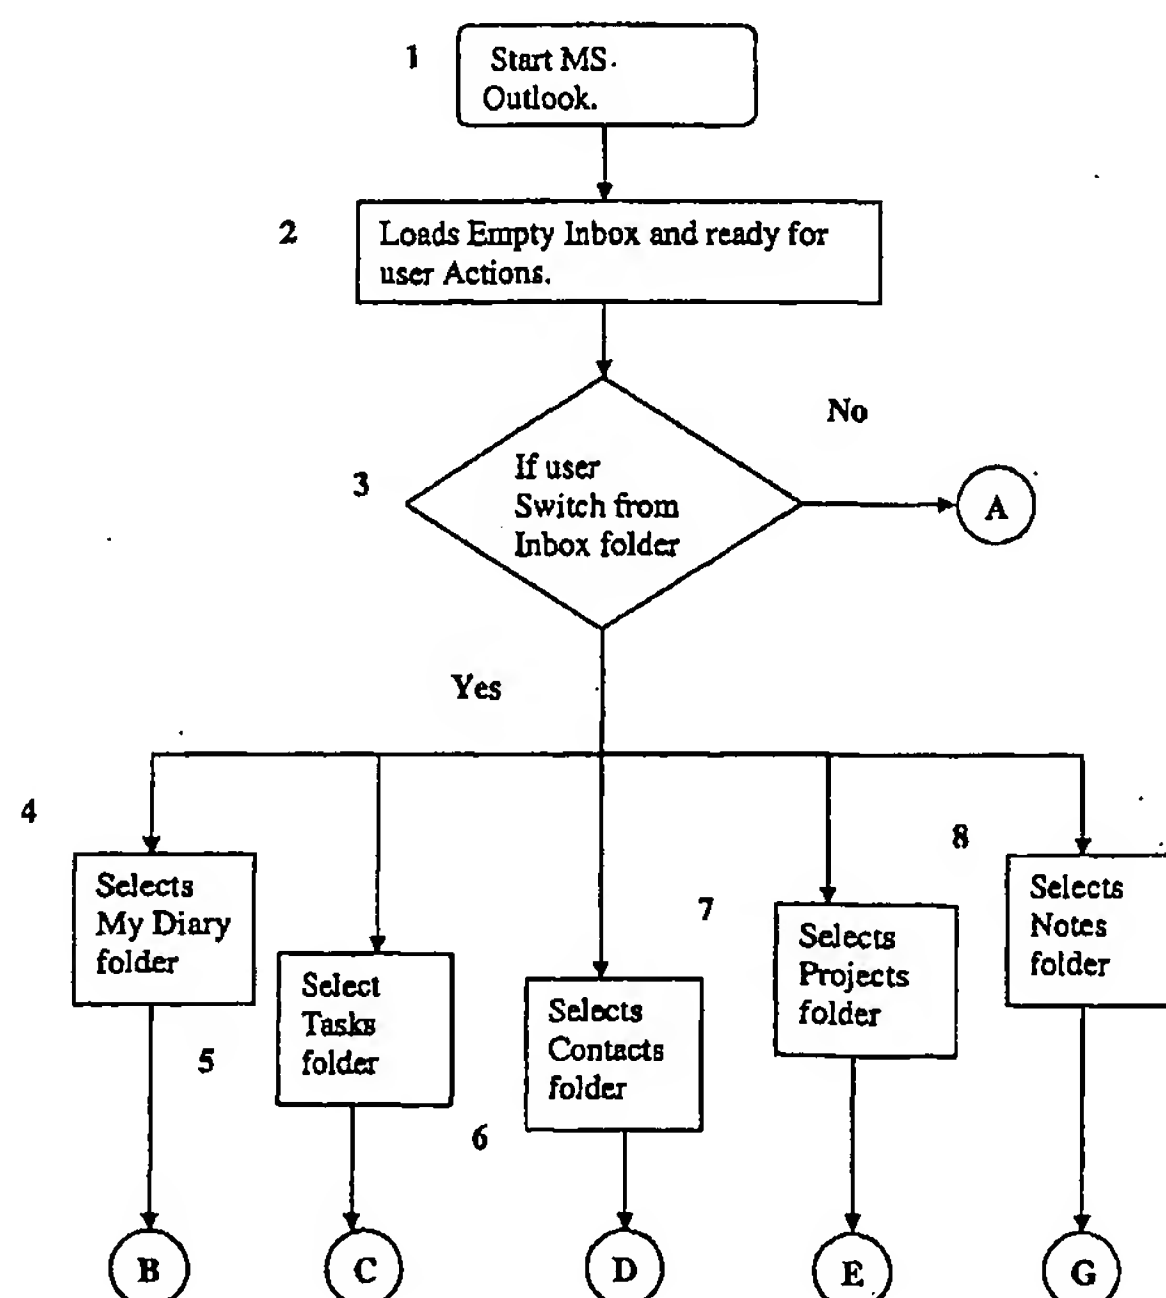 1
Start MS
Outlook.
2
Loads Empty Inbox and ready for
user Actions.
No
3
If user
Switch from
Inbox folder
A
Yes
4
Selects
My Diary
folder
5
Select
Tasks
folder
6
Selects
Contacts
folder
7
Selects
Projects
folder
8
Selects
Notes
folder
B
C
D
E
G